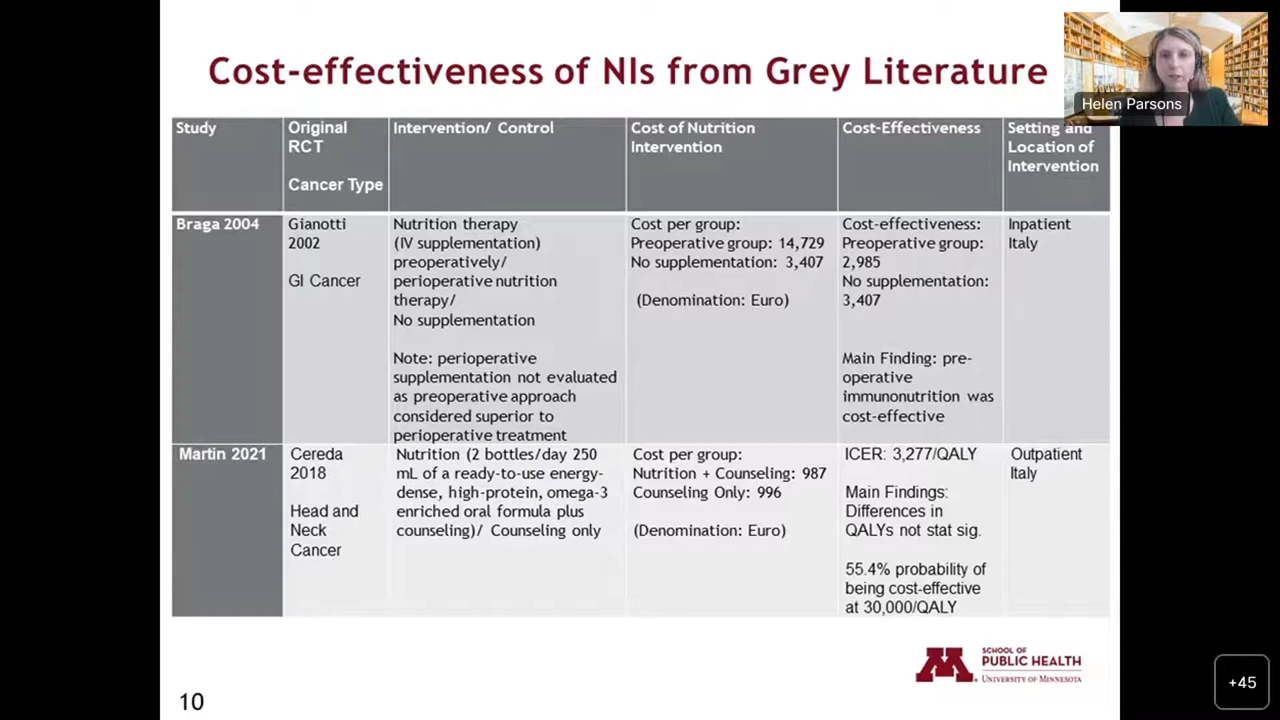 Cost-effectiveness of NIs from Grey Literature
Helen Parsons
Study
Original
RCT
Cancer Type
Intervention/ Control
Cost of Nutrition
Intervention
Cost-Effectiveness
Setting and
Location of
Intervention
Braga 2004
Gianotti
2002
GI Cancer
Nutrition therapy
(IV supplementation)
preoperatively/
perioperative nutrition
therapy/
No supplementation
Note: perioperative
supplementation not evaluated
as preoperative approach
considered superior to
perioperative treatment
Cost per group:
Preoperative group: 14,729
No supplementation: 3,407
(Denomination: Euro)
Cost-effectiveness:
Preoperative group:
2,985
No supplementation:
3,407
Main Finding: pre-
operative
immunonutrition was
cost-effective
Inpatient
Italy
Martin 2021
Cereda
2018
Head and
Neck
Cancer
Nutrition (2 bottles/day 250
mL of a ready-to-use energy-
dense, high-protein, omega-3
enriched oral formula plus
counseling)/ Counseling only
Cost per group:
Nutrition + Counseling: 987
Counseling Only: 996
(Denomination: Euro)
ICER: 3,277/QALY
Main Findings:
Differences in
QALYs not stat sig.
55.4% probability of
being cost-effective
at 30,000/QALY
Outpatient
Italy
M
SCHOOL OF
PUBLIC HEALTH
UNIVERSITY OF MINNESOTA
10
+45